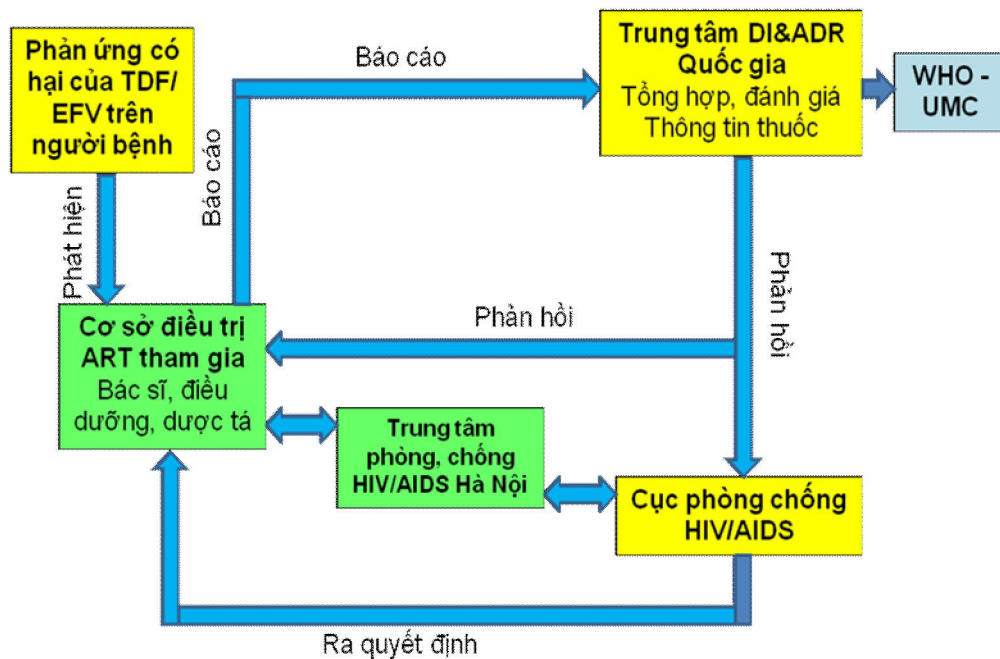 Phản ứng có
hại của TDF/
EFV trên
người bệnh
Báo cáo
Trung tâm DI&ADR
Quốc gia
Tổng hợp, đánh giá
Thông tin thuốc
WHO -
UMC
Phát hiện
Báo cáo
Cơ sở điều trị
ART tham gia
Bác sĩ, điều
dưỡng, dược tá
Phản hồi
Phản hồi
Trung tâm
phòng, chống
HIV/AIDS Hà Nội
Cục phòng chống
HIV/AIDS
Ra quyết định